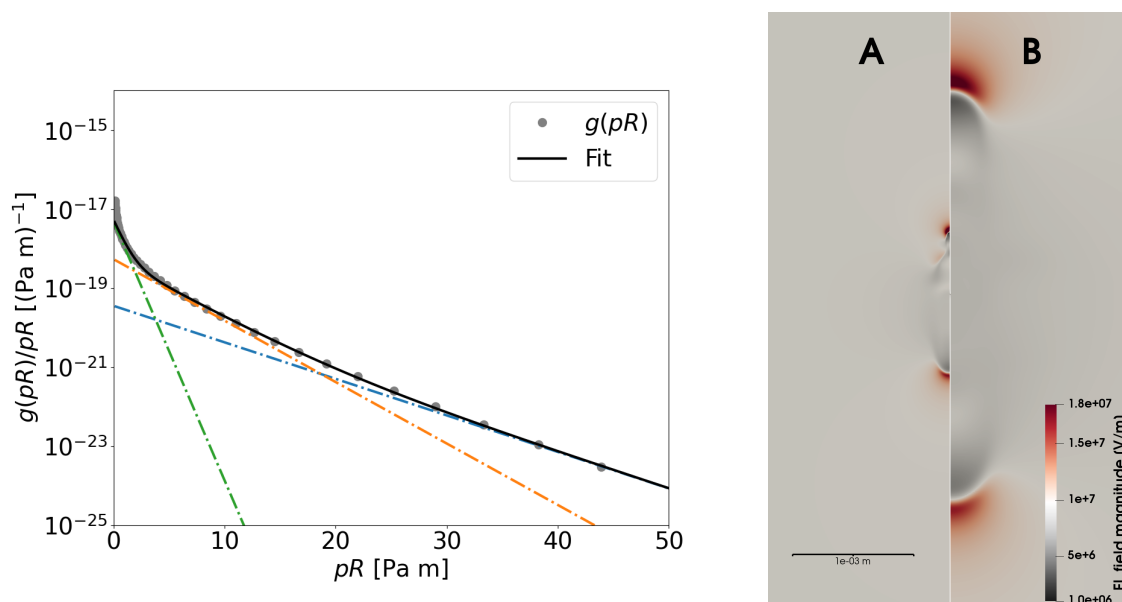 g(pR)/pR [(Pa m)⁻¹]
10⁻¹⁵
10⁻¹⁷
10⁻¹⁹
10⁻²¹
10⁻²³
10⁻²⁵
g(pR)
Fit
0 10 20 30 40 50
pR [Pa m]
A B
1e-03 m
1.8e+07
1.5e+7
1e+7
5e+6
1.0e+06
El. field magnitude (V/m)